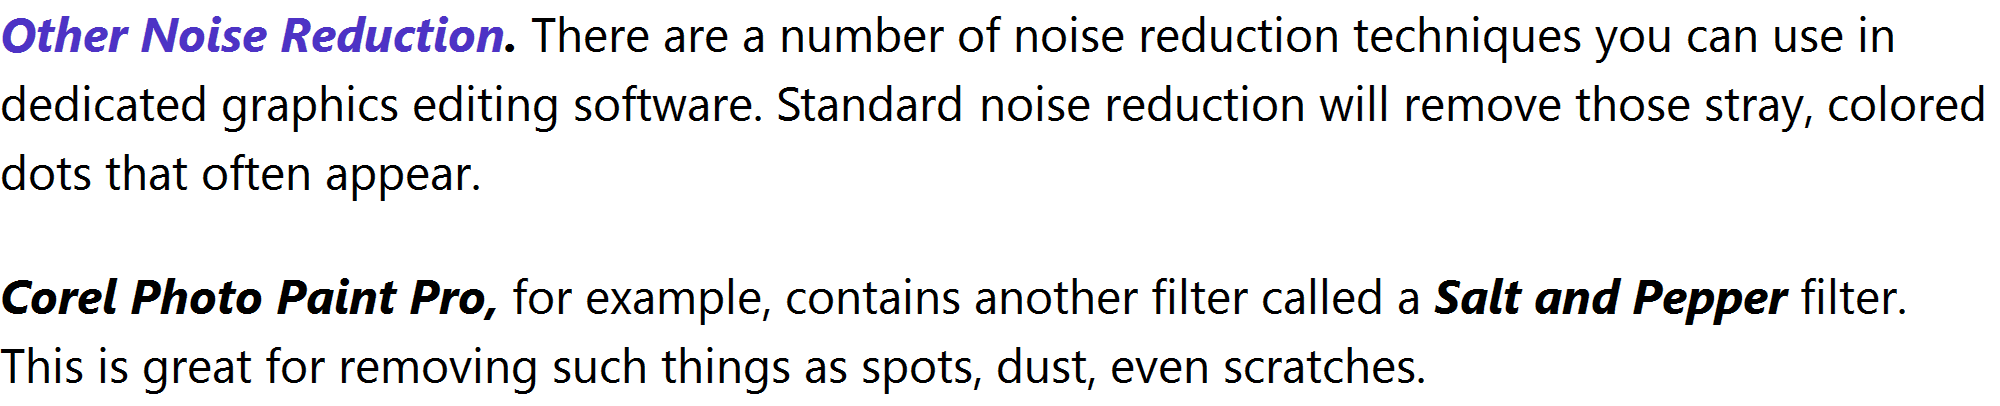 Other Noise Reduction. There are a number of noise reduction techniques you can use in
dedicated graphics editing software. Standard noise reduction will remove those stray, colored
dots that often appear.
Corel Photo Paint Pro, for example, contains another filter called a Salt and Pepper filter.
This is great for removing such things as spots, dust, even scratches.